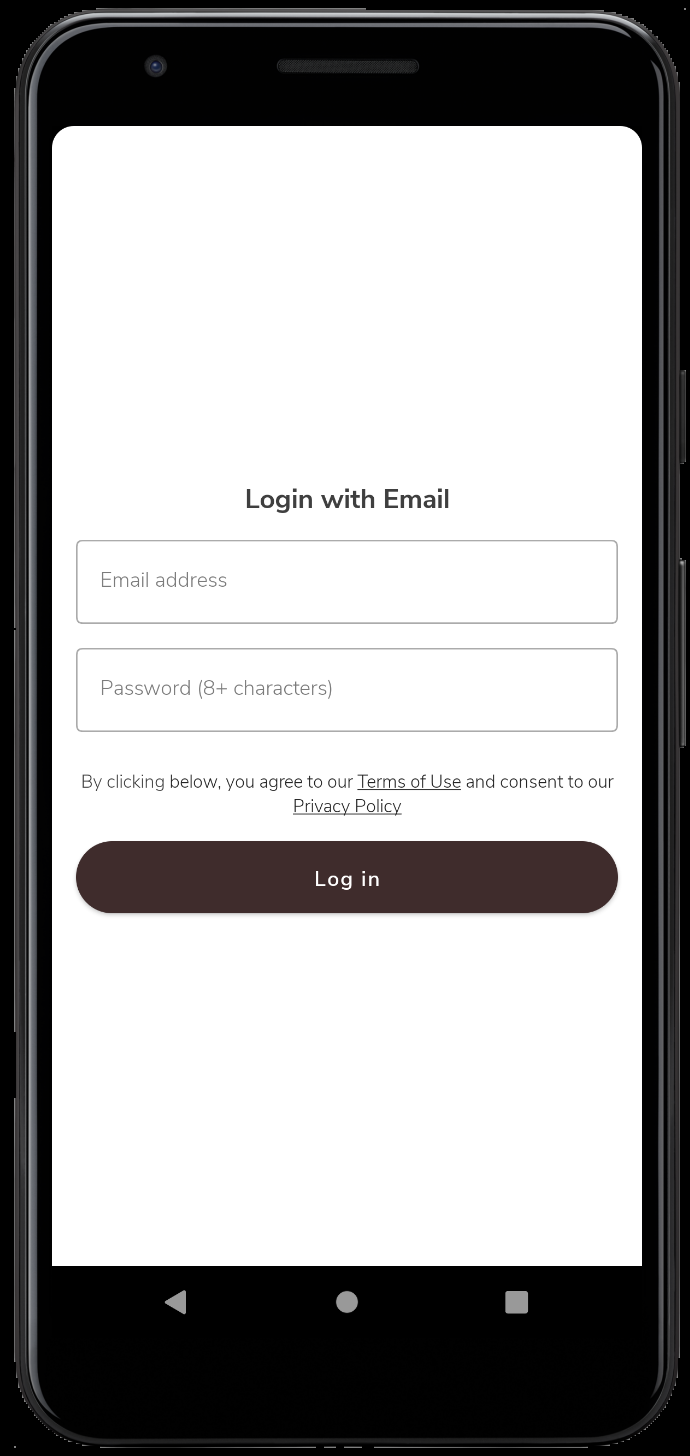 Login with Email
Email address
Password (8+ characters)
By clicking below, you agree to our Terms of Use and consent to our
Privacy Policy
Log in